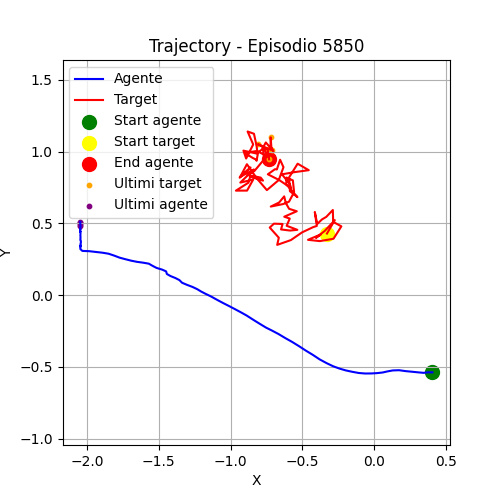 Trajectory - Episodio 5850
Agente
Target
Start agente
Start target
End agente
Ultimi target
Ultimi agente
1.5
1.0
0.5
0.0
−0.5
−1.0
Y
−2.0 −1.5 −1.0 −0.5 0.0 0.5
X